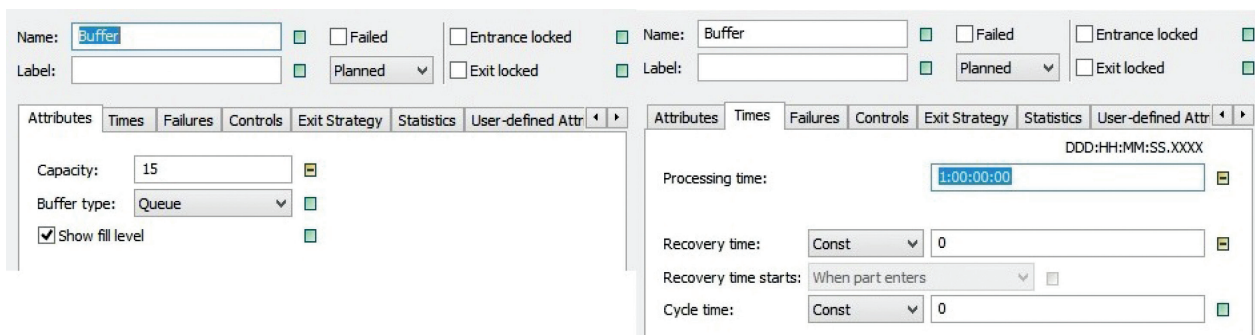 Name: Buffer Failed Entrance locked
Label: Planned Exit locked
Attributes Times Failures Controls Exit Strategy Statistics User-defined Attr
Capacity: 15
Buffer type: Queue
Show fill level
Name: Buffer Failed Entrance locked
Label: Planned Exit locked
Attributes Times Failures Controls Exit Strategy Statistics User-defined Attr
DDD:HH:MM:SS.XXXX
Processing time: 1:00:00:00
Recovery time: Const 0
Recovery time starts: When part enters
Cycle time: Const 0